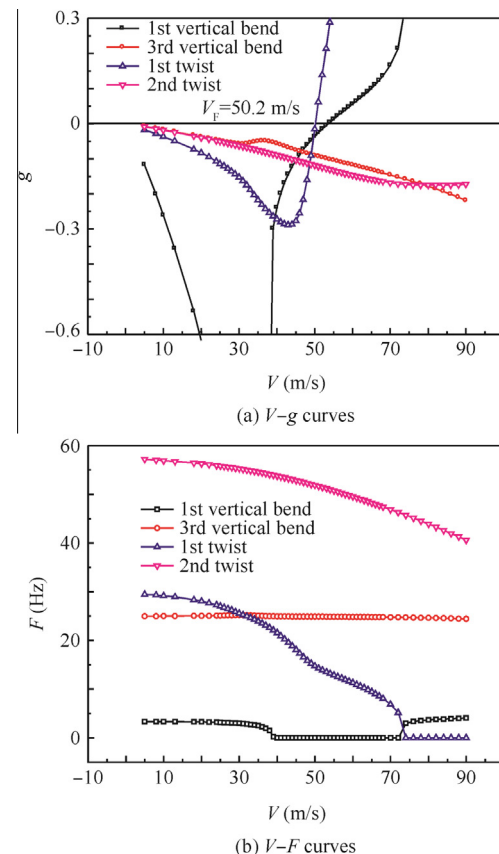 0.3
1st vertical bend
3rd vertical bend
1st twist
2nd twist
V_F=50.2 m/s
0
g
-0.3
-0.6
-10 10 30 50 70 90
V (m/s)
(a) V-g curves
60
1st vertical bend
3rd vertical bend
1st twist
2nd twist
40
F (Hz)
20
0
-10 10 30 50 70 90
V (m/s)
(b) V-F curves